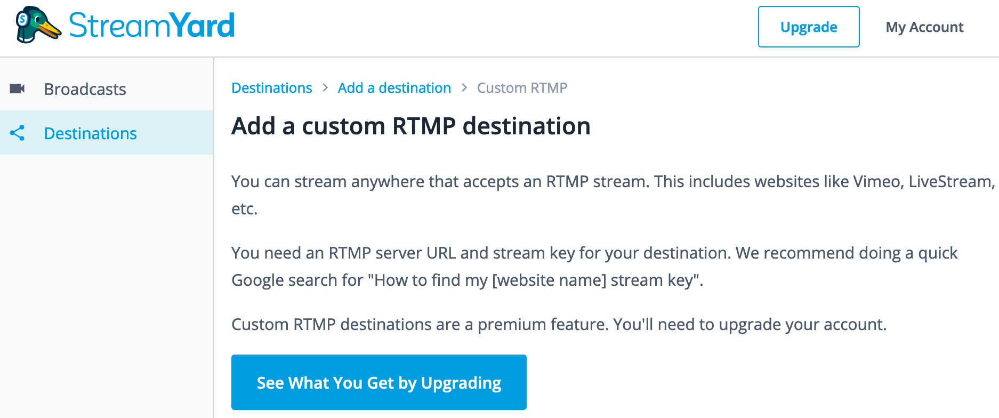 S
StreamYard
Upgrade
My Account
Broadcasts
Destinations
Destinations > Add a destination > Custom RTMP
Add a custom RTMP destination
You can stream anywhere that accepts an RTMP stream. This includes websites like Vimeo, LiveStream,
etc.
You need an RTMP server URL and stream key for your destination. We recommend doing a quick
Google search for "How to find my [website name] stream key".
Custom RTMP destinations are a premium feature. You'll need to upgrade your account.
See What You Get by Upgrading